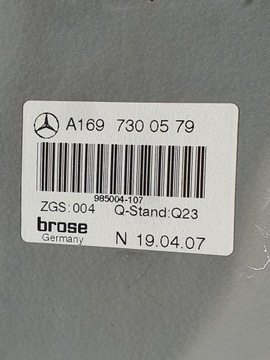 A169 730 05 79
985004-107
ZGS:004 Q-Stand:Q23
brose
Germany
N 19.04.07